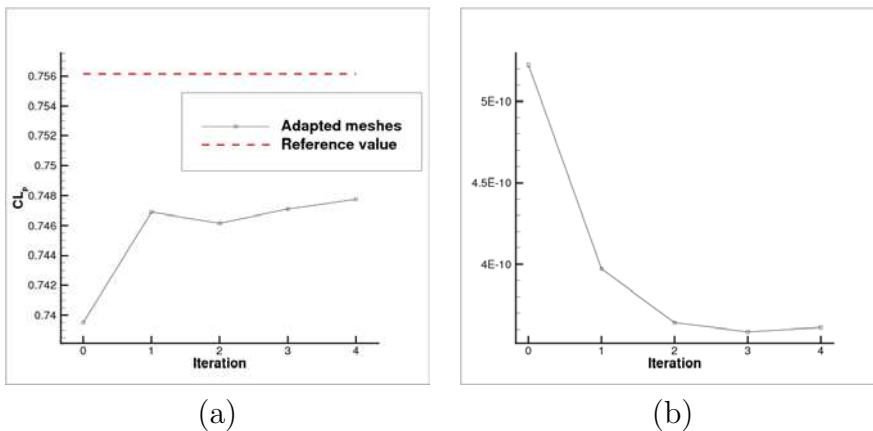 0.756
0.754
0.752
0.75
0.748
0.746
0.744
0.742
0.74
CLp
Adapted meshes
Reference value
0 1 2 3 4
Iteration
(a)
5E-10
4.5E-10
4E-10
0 1 2 3 4
Iteration
(b)